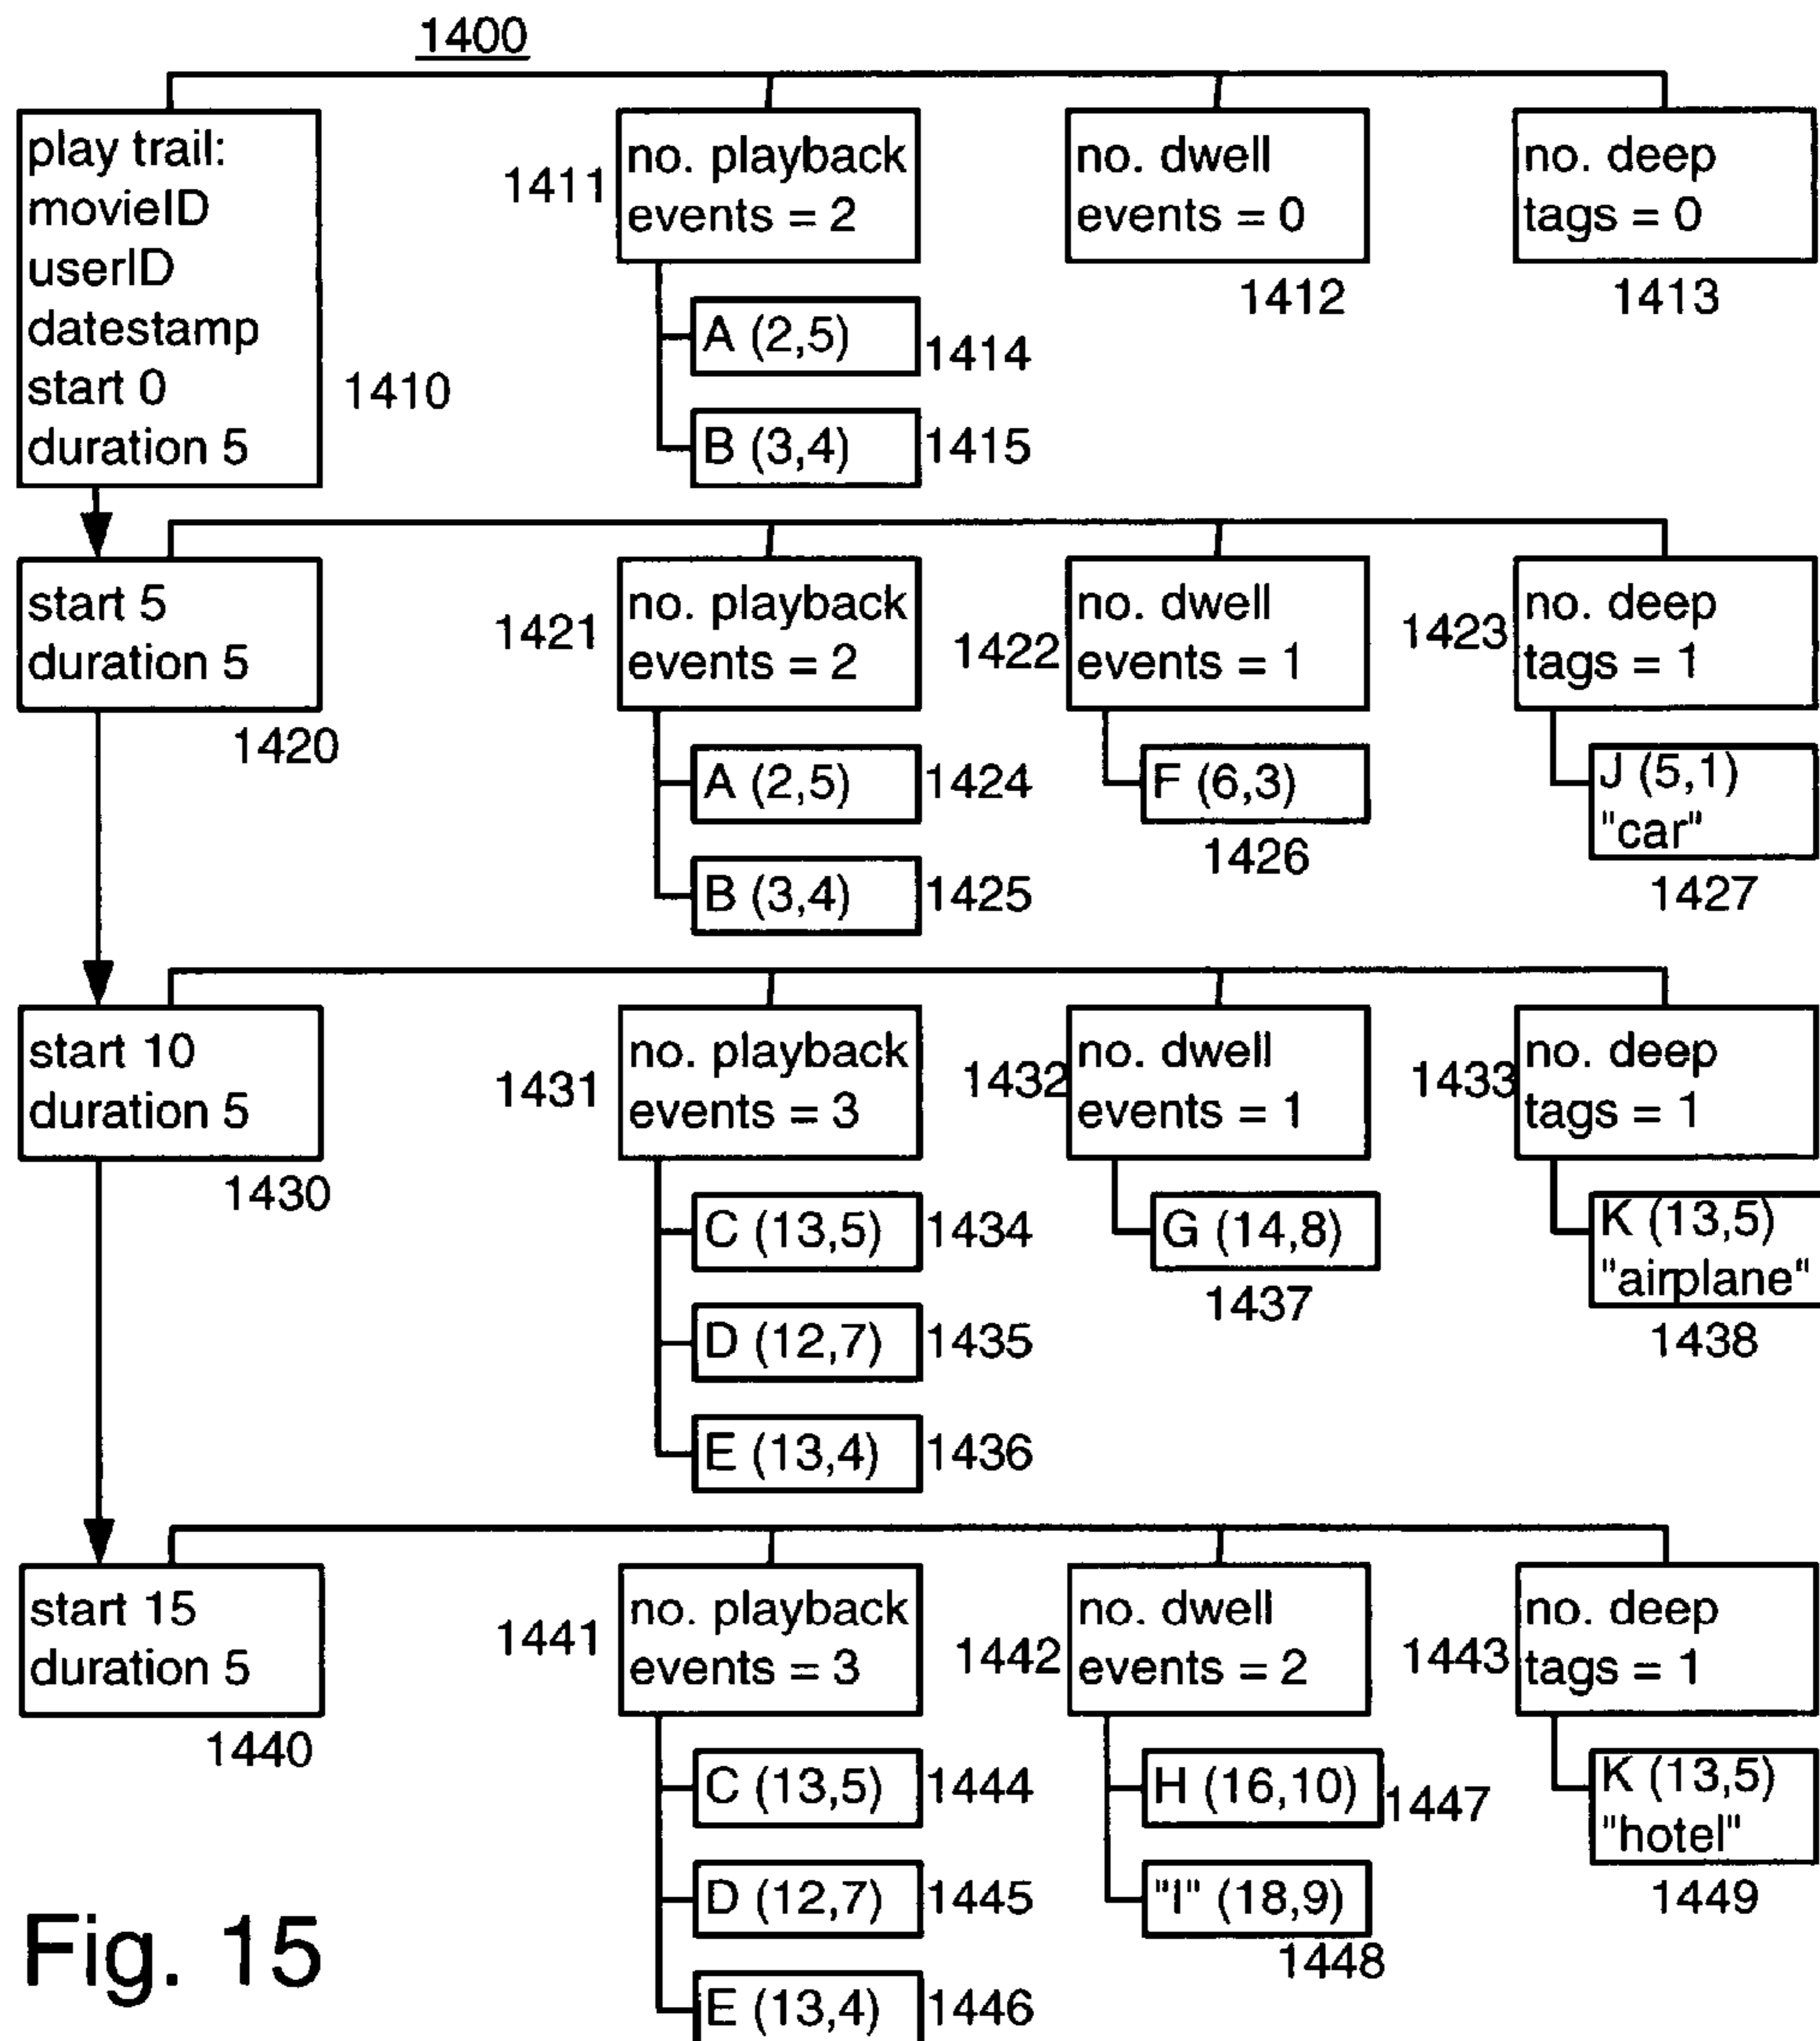 1400
play trail:
movieID
userID
datestamp
start 0
duration 5
1410
1411
no. playback
events = 2
A (2,5)
1414
B (3,4)
1415
no. dwell
events = 0
1412
no. deep
tags = 0
1413
start 5
duration 5
1420
1421
no. playback
events = 2
A (2,5)
1424
B (3,4)
1425
1422
no. dwell
events = 1
F (6,3)
1426
1423
no. deep
tags = 1
J (5,1)
"car"
1427
start 10
duration 5
1430
1431
no. playback
events = 3
C (13,5)
1434
D (12,7)
1435
E (13,4)
1436
1432
no. dwell
events = 1
G (14,8)
1437
1433
no. deep
tags = 1
K (13,5)
"airplane"
1438
start 15
duration 5
1440
1441
no. playback
events = 3
C (13,5)
1444
D (12,7)
1445
E (13,4)
1446
1442
no. dwell
events = 2
H (16,10)
1447
"I" (18,9)
1448
1443
no. deep
tags = 1
K (13,5)
"hotel"
1449
Fig. 15